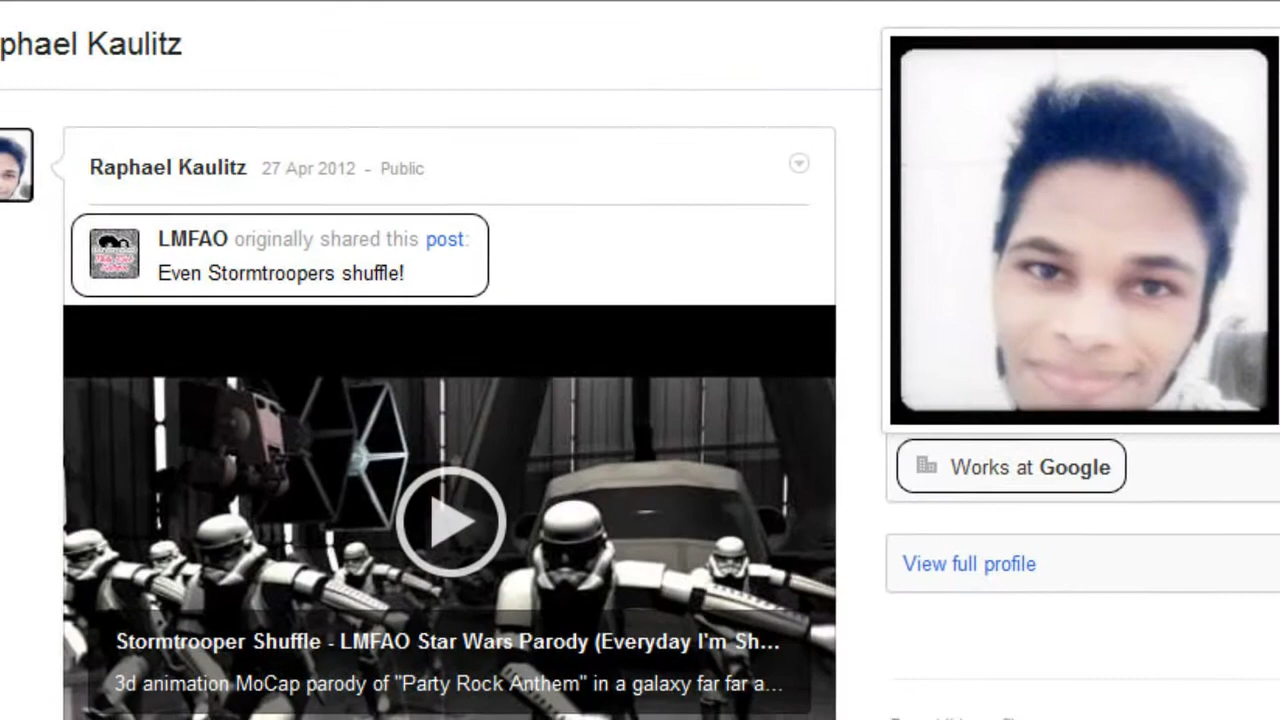 phael Kaulitz
Raphael Kaulitz 27 Apr 2012 - Public
LMFAO originally shared this post:
Even Stormtroopers shuffle!
Works at Google
View full profile
Stormtrooper Shuffle - LMFAO Star Wars Parody (Everyday I'm Sh...
3d animation MoCap parody of "Party Rock Anthem" in a galaxy far far a...